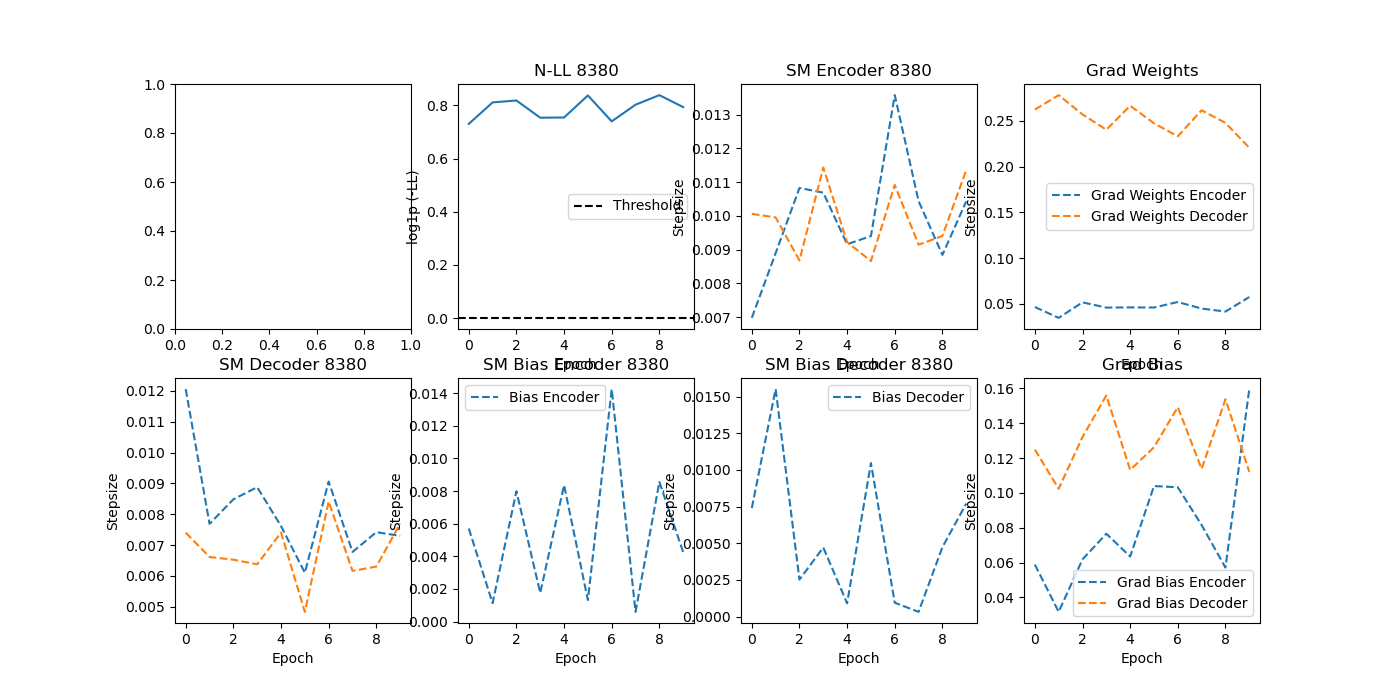 N-LL 8380
SM Encoder 8380
Grad Weights
1.0
0.8
0.6
0.4
0.2
0.0
0.0 0.2 0.4 0.6 0.8 1.0
log1p (-LL)
0.8
0.6
0.4
0.2
0.0
Threshold
0 2 4 6 8
Epoch
Stepsize
0.013
0.012
0.011
0.010
0.009
0.008
0.007
0 2 4 6 8
Epoch
Stepsize
0.25
0.20
0.15
0.10
0.05
Grad Weights Encoder
Grad Weights Decoder
0 2 4 6 8
Epoch
SM Decoder 8380
SM Bias Encoder 8380
SM Bias Decoder 8380
Grad Bias
Stepsize
0.012
0.011
0.010
0.009
0.008
0.007
0.006
0.005
0 2 4 6 8
Epoch
Stepsize
0.014
0.012
0.010
0.008
0.006
0.004
0.002
0.000
Bias Encoder
0 2 4 6 8
Epoch
Stepsize
0.0150
0.0125
0.0100
0.0075
0.0050
0.0025
0.0000
Bias Decoder
0 2 4 6 8
Epoch
Stepsize
0.16
0.14
0.12
0.10
0.08
0.06
0.04
Grad Bias Encoder
Grad Bias Decoder
0 2 4 6 8
Epoch